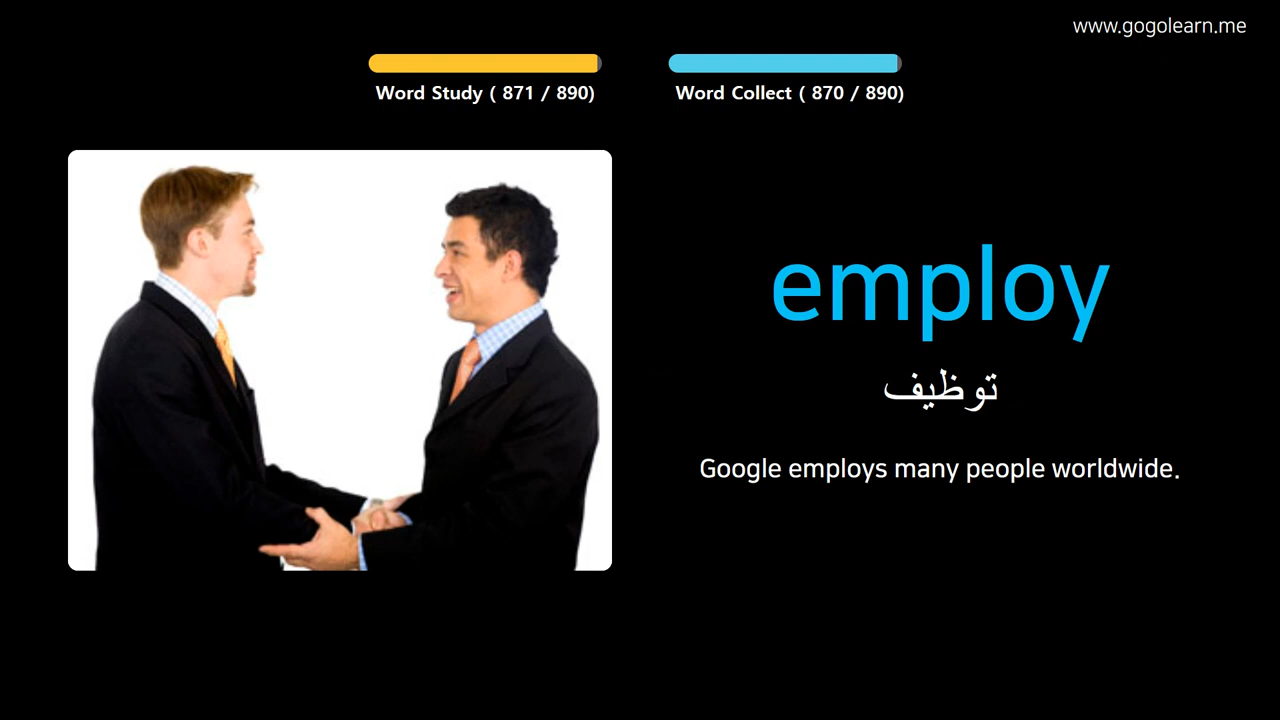 www.gogolearn.me
Word Study ( 871 / 890)
Word Collect ( 870 / 890)
employ
توظيف
Google employs many people worldwide.